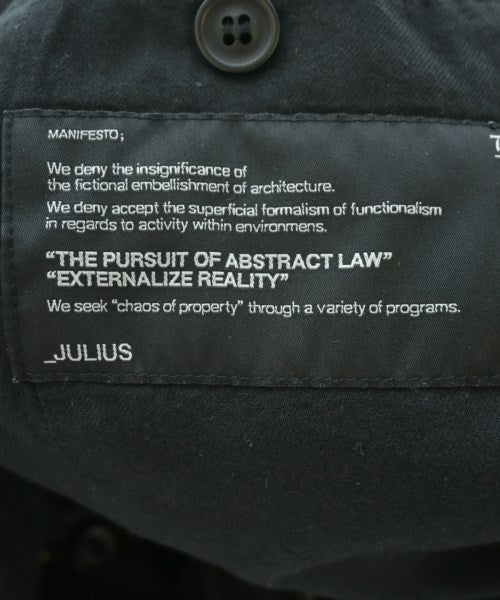 MANIFESTO;
We deny the insignificance of
the fictional embellishment of architecture.
We deny accept the superficial formalism of functionalism
in regards to activity within environmens.
“THE PURSUIT OF ABSTRACT LAW”
“EXTERNALIZE REALITY”
We seek “chaos of property” through a variety of programs.
_JULIUS